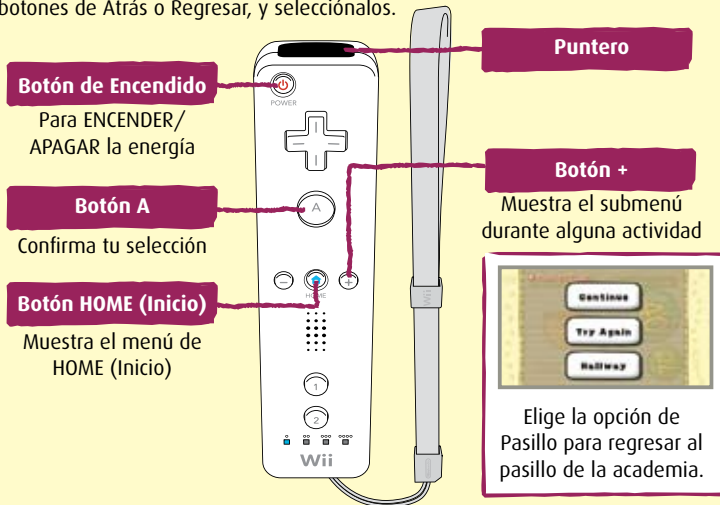 botones de Atrás o Regresar, y selecciónalos.
Puntero
Botón de Encendido
Para ENCENDER/
APAGAR la energía
POWER
Botón A
Confirma tu selección
A
Botón +
Muestra el submenú
durante alguna actividad
Botón HOME (Inicio)
Muestra el menú de
HOME (Inicio)
−
+
HOME
1
2
Wii
Wii
Continue
Try Again
Hallway
Elige la opción de
Pasillo para regresar al
pasillo de la academia.